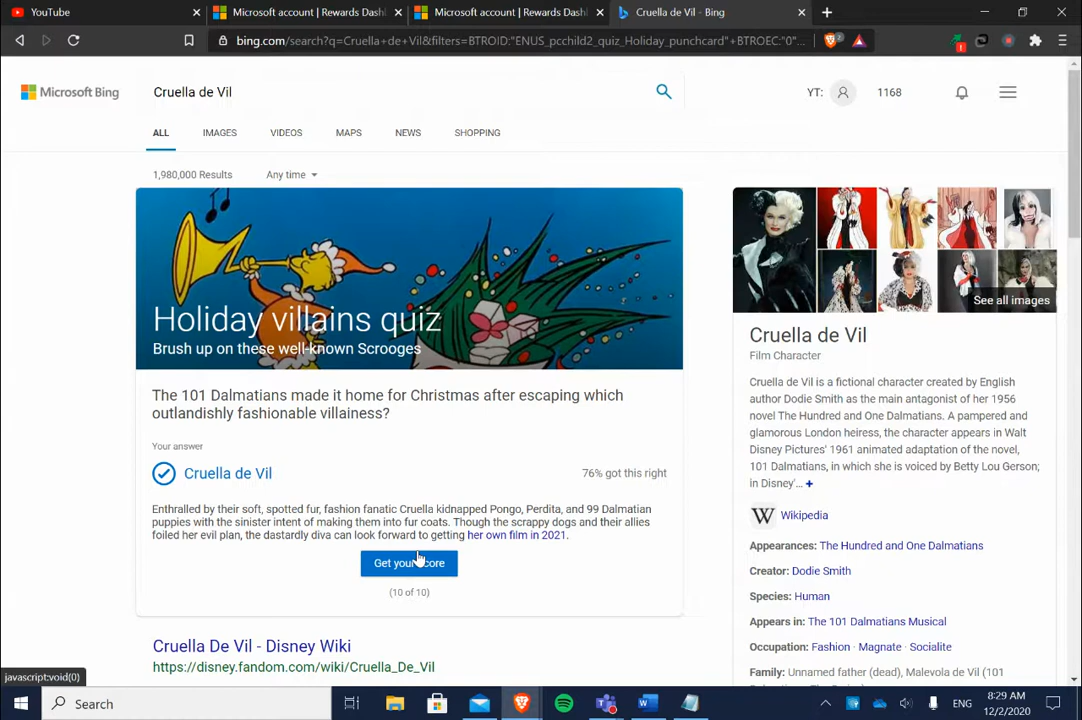 YouTube
Microsoft account | Rewards Dash
Microsoft account | Rewards Dash
Cruella de Vil - Bing
bing.com/search?q=Cruella+de+Vil&filters=BTROID:"ENUS_pcchild2_quiz_Holiday_punchcard"+BTROEC:"0"...
2
1
Microsoft Bing
Cruella de Vil
YT:
1168
ALL
IMAGES
VIDEOS
MAPS
NEWS
SHOPPING
1,980,000 Results
Any time
Holiday villains quiz
Brush up on these well-known Scrooges
The 101 Dalmatians made it home for Christmas after escaping which
outlandishly fashionable villainess?
Your answer
Cruella de Vil
76% got this right
Enthralled by their soft, spotted fur, fashion fanatic Cruella kidnapped Pongo, Perdita, and 99 Dalmatian
puppies with the sinister intent of making them into fur coats. Though the scrappy dogs and their allies
foiled her evil plan, the dastardly diva can look forward to getting her own film in 2021.
Get your score
(10 of 10)
Cruella De Vil - Disney Wiki
https://disney.fandom.com/wiki/Cruella_De_Vil
See all images
Cruella de Vil
Film Character
Cruella de Vil is a fictional character created by English
author Dodie Smith as the main antagonist of her 1956
novel The Hundred and One Dalmatians. A pampered and
glamorous London heiress, the character appears in Walt
Disney Pictures' 1961 animated adaptation of the novel,
101 Dalmatians, in which she is voiced by Betty Lou Gerson;
in Disney'... +
W Wikipedia
Appearances: The Hundred and One Dalmatians
Creator: Dodie Smith
Species: Human
Appears in: The 101 Dalmatians Musical
Occupation: Fashion · Magnate · Socialite
Family: Unnamed father (dead), Malevola de Vil (101
javascript:void(0)
Search
ENG
8:29 AM
12/2/2020